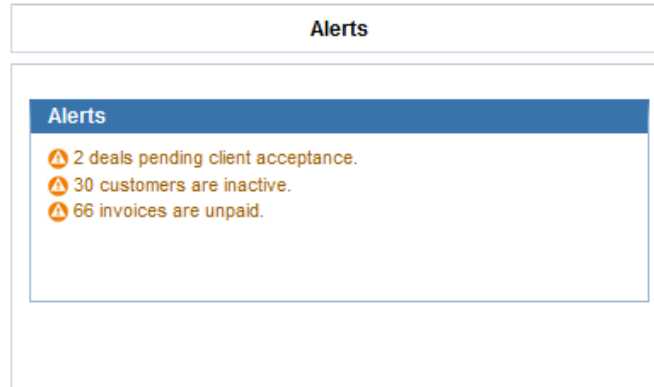 Alerts
Alerts
2 deals pending client acceptance.
30 customers are inactive.
66 invoices are unpaid.